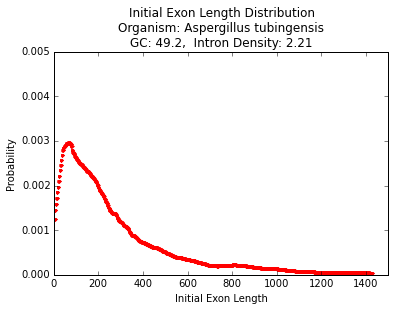 Initial Exon Length Distribution
Organism: Aspergillus tubingensis
GC: 49.2,  Intron Density: 2.21
0.005
0.004
0.003
0.002
0.001
0.000
Probability
0 200 400 600 800 1000 1200 1400
Initial Exon Length